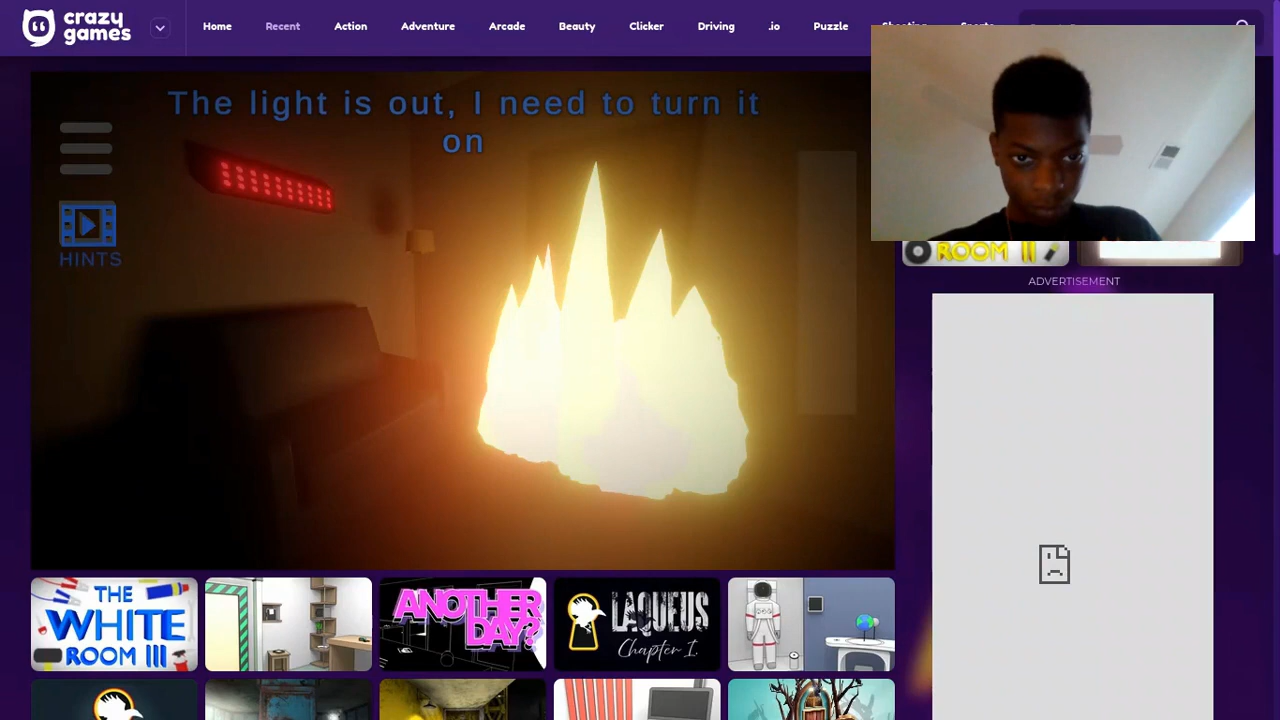 crazy games
Home Recent Action Adventure Arcade Beauty Clicker Driving .io Puzzle
The light is out, I need to turn it
on
HINTS
ROOM II
ADVERTISEMENT
THE
WHITE
ROOM III
ANOTHER
DAY?
LAQUEUS
Chapter I.